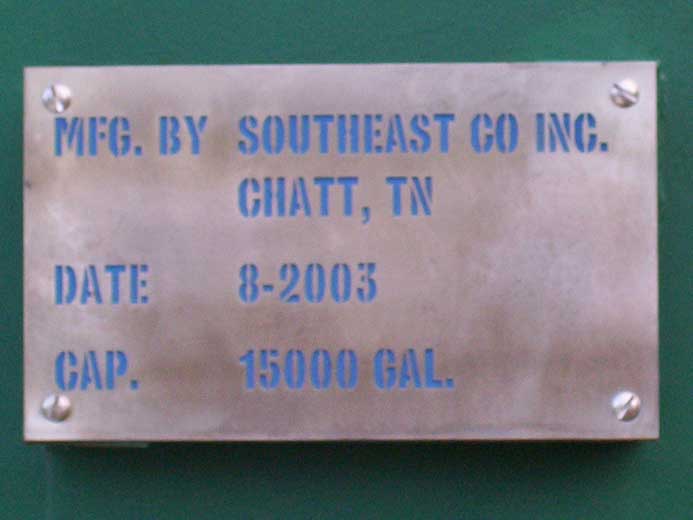 MFG. BY SOUTHEAST CO INC.
CHATT, TN
DATE 8-2003
CAP. 15000 GAL.